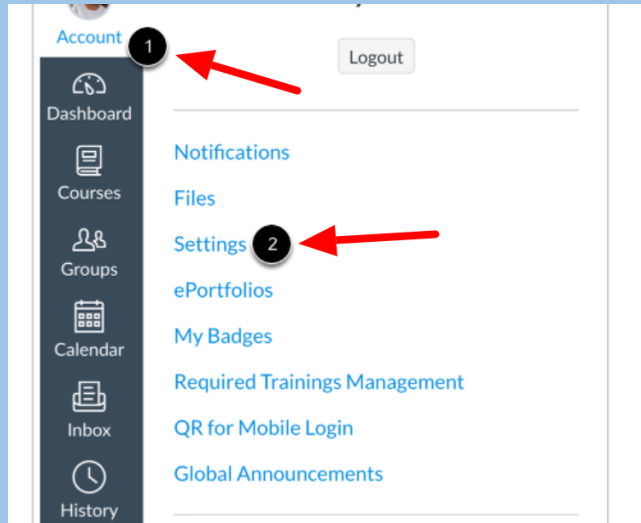 Account
1
Logout
Dashboard
Courses
Groups
Calendar
Inbox
History
Notifications
Files
Settings 2
ePortfolios
My Badges
Required Trainings Management
QR for Mobile Login
Global Announcements